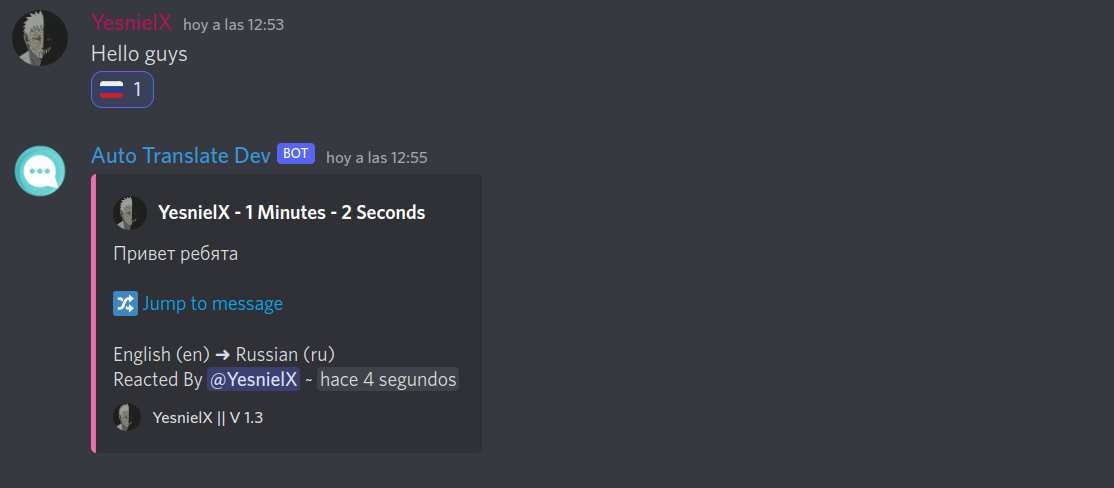 YesnielX hoy a las 12:53
Hello guys
1
Auto Translate Dev BOT hoy a las 12:55
YesnielX - 1 Minutes - 2 Seconds
Привет ребята
Jump to message
English (en) ➜ Russian (ru)
Reacted By @YesnielX ~ hace 4 segundos
YesnielX || V 1.3